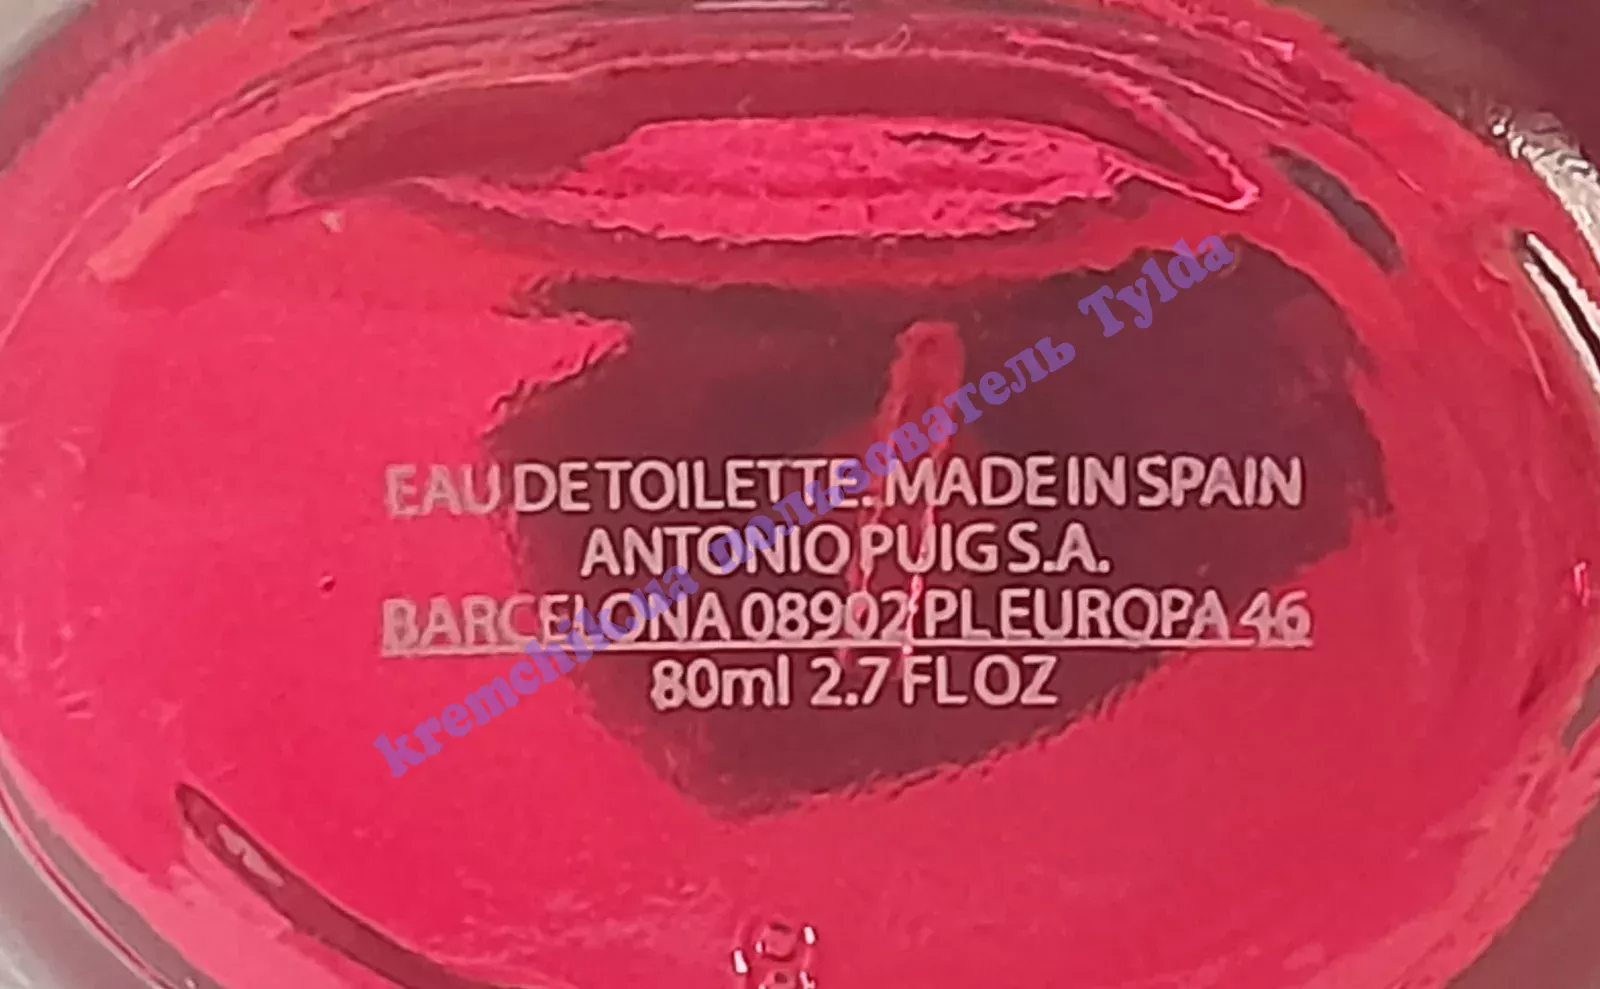 EAU DE TOILETTE. MADE IN SPAIN
ANTONIO PUIG S.A.
BARCELONA 08902 PL EUROPA 46
80ml 2.7 FL OZ
kremchik.ua пользователь Tylda